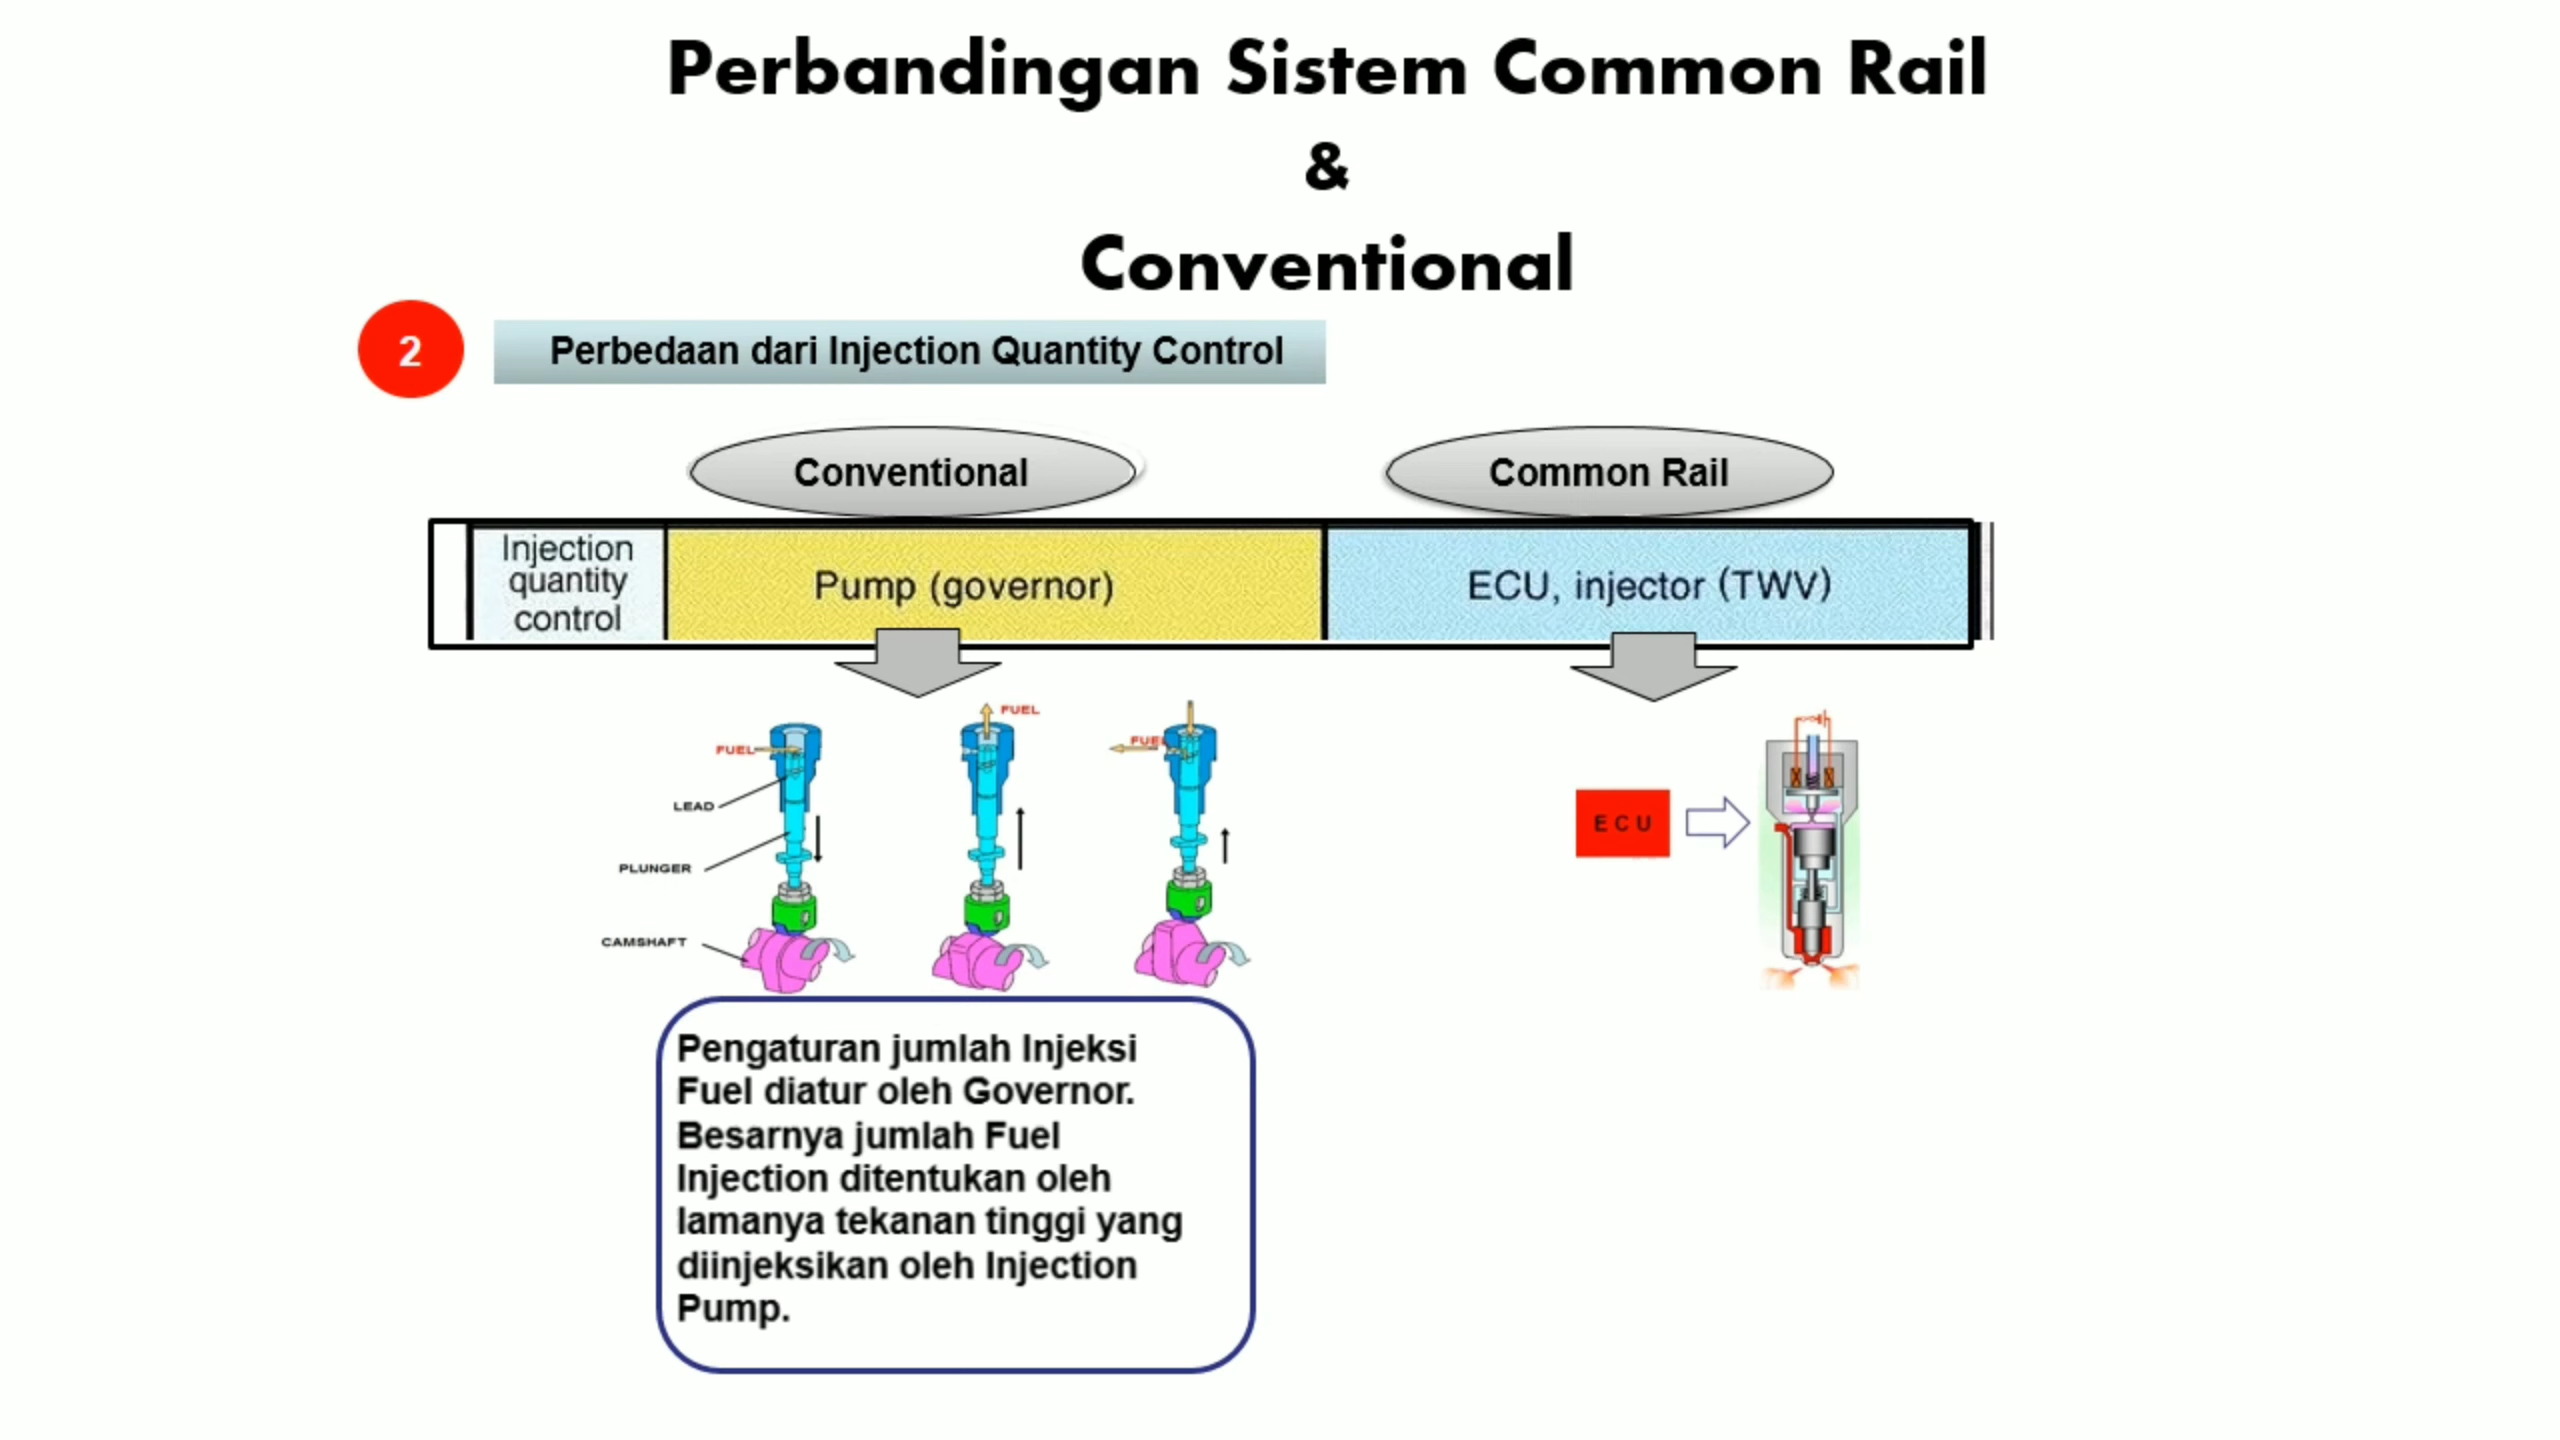 Perbandingan Sistem Common Rail
&
Conventional
2
Perbedaan dari Injection Quantity Control
Conventional
Common Rail
Injection
quantity
control
Pump (governor)
ECU, injector (TWV)
FUEL
LEAD
PLUNGER
CAMSHAFT
FUEL
FUEL
E C U
Pengaturan jumlah Injeksi
Fuel diatur oleh Governor.
Besarnya jumlah Fuel
Injection ditentukan oleh
lamanya tekanan tinggi yang
diinjeksikan oleh Injection
Pump.